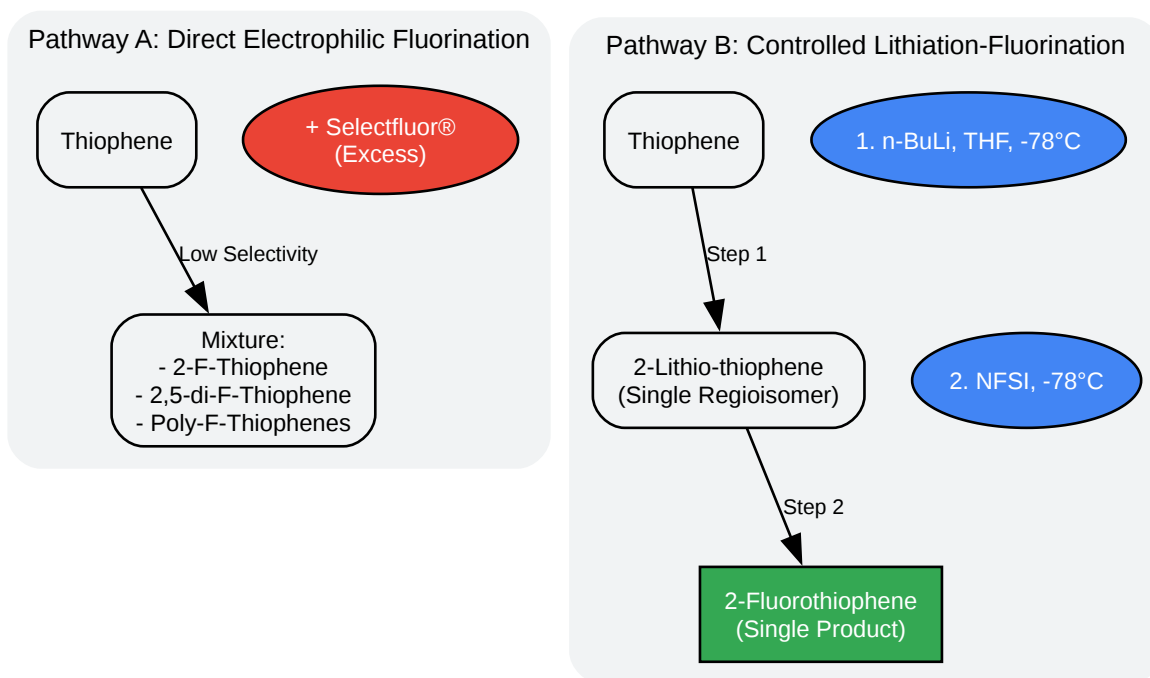 Pathway A: Direct Electrophilic Fluorination
Thiophene
+ Selectfluor®
(Excess)
Low Selectivity
Mixture:
- 2-F-Thiophene
- 2,5-di-F-Thiophene
- Poly-F-Thiophenes
Pathway B: Controlled Lithiation-Fluorination
Thiophene
1. n-BuLi, THF, -78°C
Step 1
2-Lithio-thiophene
(Single Regioisomer)
2. NFSI, -78°C
Step 2
2-Fluorothiophene
(Single Product)